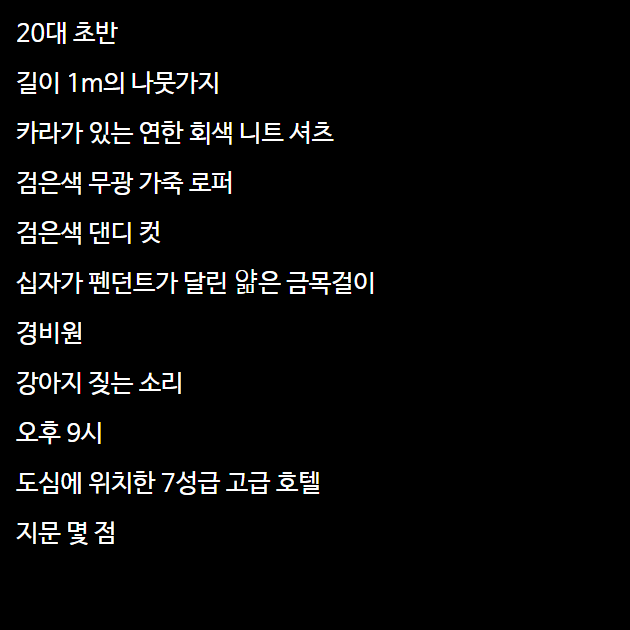 20대 초반
길이 1m의 나뭇가지
카라가 있는 연한 회색 니트 셔츠
검은색 무광 가죽 로퍼
검은색 댄디 컷
십자가 펜던트가 달린 얇은 금목걸이
경비원
강아지 짖는 소리
오후 9시
도심에 위치한 7성급 고급 호텔
지문 몇 점